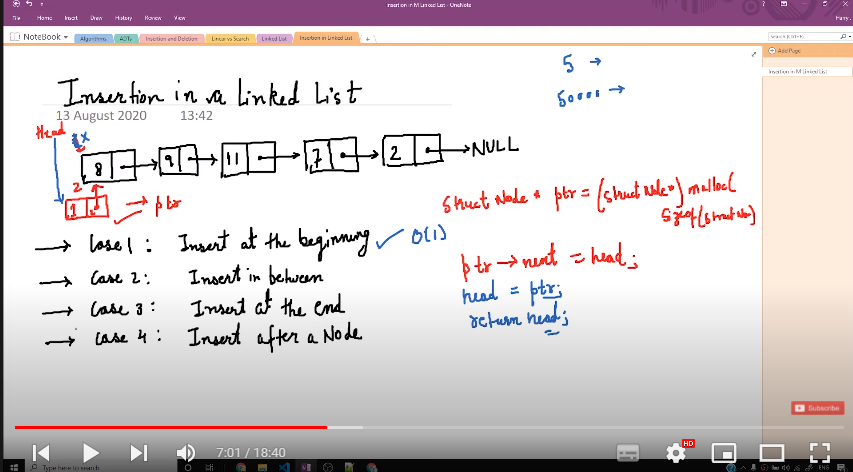 Insertion in M Linked List - OneNote
Harry .
File Home Insert Draw History Review View
NoteBook Algorithms ADTs Insertion and Deletion Linear vs Search Linked List Insertion in Linked List +
Search (Ctrl+E)
Add Page
Insertion in M Linked List
5 →
50000 →
Insertion in a Linked List
13 August 2020 13:42
Head
x
8 9 11 7 2 → NULL
2
1 → ptr
struct Node * ptr = (struct Node*) malloc(
sizeof(struct No)
→ Case 1 : Insert at the beginning ✓ O(1)
ptr → next = head;
→ Case 2 : Insert in between
head = ptr;
→ Case 3 : Insert at the end
return head;
→ Case 4 : Insert after a Node
Subscribe
7:01 / 18:40
HD
Type here to search